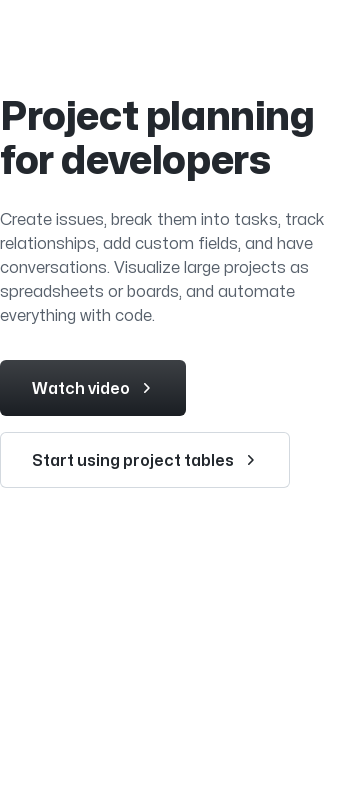 Project planning
for developers
Create issues, break them into tasks, track
relationships, add custom fields, and have
conversations. Visualize large projects as
spreadsheets or boards, and automate
everything with code.
Watch video
Start using project tables